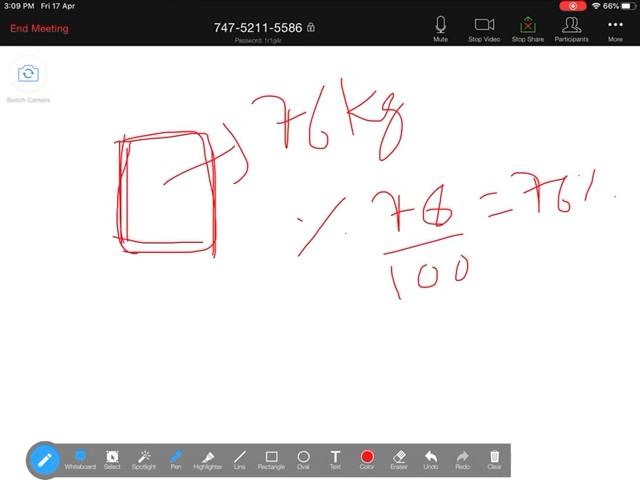 3:09 PM Fri 17 Apr 66%
End Meeting
747-5211-5586
Password: 1r1g4r
Mute
Stop Video
Stop Share
Participants
More
Switch Camera
76kg
% 76 = 76%
100
Whiteboard
Select
Spotlight
Pen
Highlighter
Line
Rectangle
Oval
T
Text
Color
Eraser
Undo
Redo
Clear